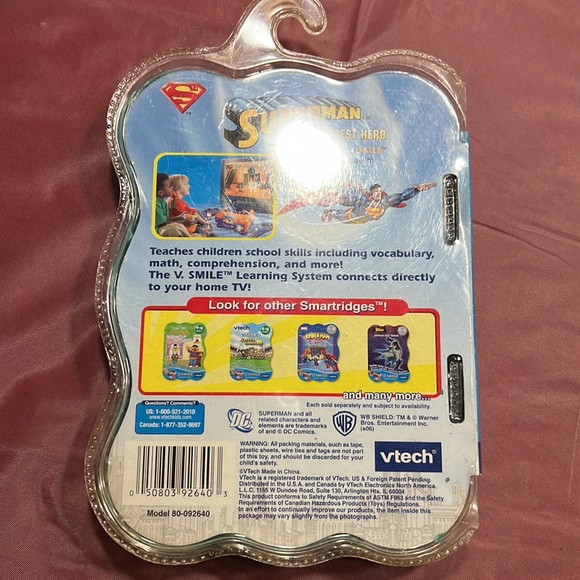 SUPERMAN
EST HERO
Teaches children school skills including vocabulary,
math, comprehension, and more!
The V. SMILE™ Learning System connects directly
to your home TV!
Look for other Smartridges™!
vtech
SPIDER-MAN
and many more...
Each sold separately and subject to availability.
Questions? Comments?
US: 1-800-521-2010
www.vtechkids.com
Canada: 1-877-352-8697
DC
SUPERMAN and all
related characters and
elements are trademarks
of and © DC Comics.
WB
WB SHIELD: TM & © Warner
Bros. Entertainment Inc.
(s06)
WARNING: All packing materials, such as tape,
plastic sheets, wire ties and tags are not part
of this toy, and should be discarded for your
child's safety.
vtech
©VTech Made in China.
VTech is a registered trademark of VTech. US & Foreign Patent Pending.
Distributed in U.S.A. and Canada by VTech Electronics North America,
L.L.C. 1155 W Dundee Road, Suite 130, Arlington Hts. IL 60004
This product conforms to Safety Requirements of ASTM F963 and the Safety
Requirements of Canadian Hazardous Products (Toys) Regulations.
In an effort to continually improve our products, the item inside this
package may vary slightly from the photographs.
0 50803 92640 3
Model 80-092640